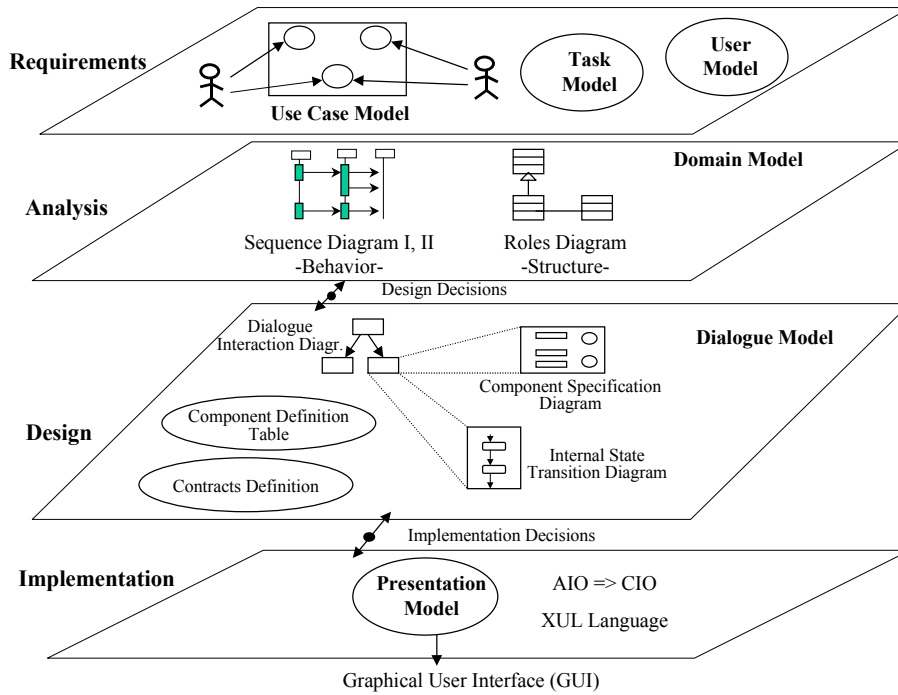 Requirements
Task
Model
User
Model
Use Case Model
Domain Model
Analysis
Sequence Diagram I, II
-Behavior-
Roles Diagram
-Structure-
Design Decisions
Dialogue
Interaction Diagr.
Dialogue Model
Component Specification
Diagram
Component Definition
Table
Design
Internal State
Transition Diagram
Contracts Definition
Implementation Decisions
Implementation
Presentation
Model
AIO => CIO
XUL Language
Graphical User Interface (GUI)